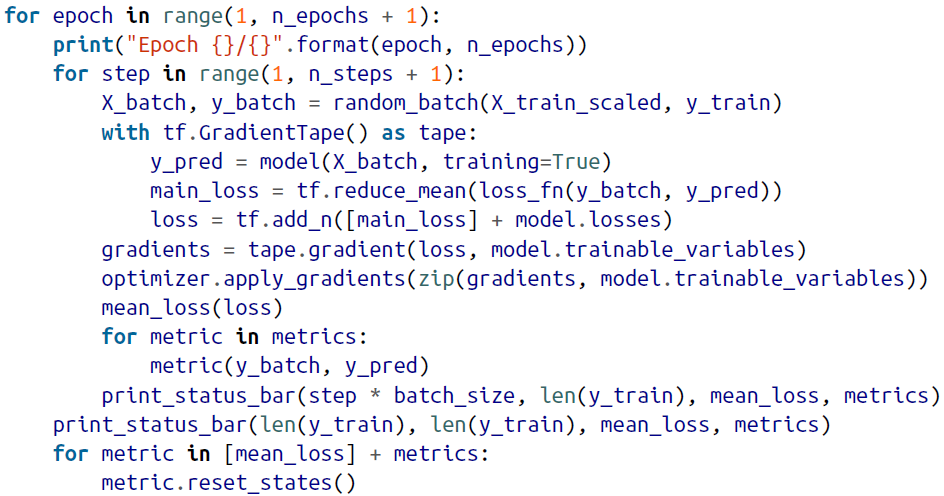 for epoch in range(1, n_epochs + 1):
    print("Epoch {}/{}".format(epoch, n_epochs))
    for step in range(1, n_steps + 1):
        X_batch, y_batch = random_batch(X_train_scaled, y_train)
        with tf.GradientTape() as tape:
            y_pred = model(X_batch, training=True)
            main_loss = tf.reduce_mean(loss_fn(y_batch, y_pred))
            loss = tf.add_n([main_loss] + model.losses)
        gradients = tape.gradient(loss, model.trainable_variables)
        optimizer.apply_gradients(zip(gradients, model.trainable_variables))
        mean_loss(loss)
        for metric in metrics:
            metric(y_batch, y_pred)
        print_status_bar(step * batch_size, len(y_train), mean_loss, metrics)
    print_status_bar(len(y_train), len(y_train), mean_loss, metrics)
    for metric in [mean_loss] + metrics:
        metric.reset_states()